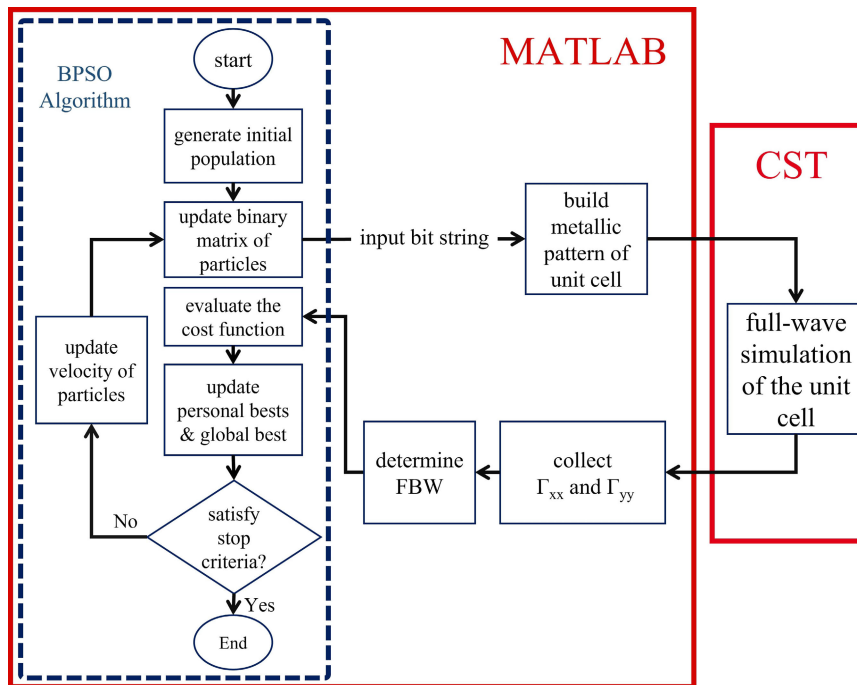 MATLAB
CST
BPSO
Algorithm
start
generate initial
population
update binary
matrix of
particles
input bit string
build
metallic
pattern of
unit cell
full-wave
simulation
of the unit
cell
collect
Γxx and Γyy
determine
FBW
evaluate the
cost function
update
personal bests
& global best
satisfy
stop
criteria?
No
update
velocity of
particles
Yes
End